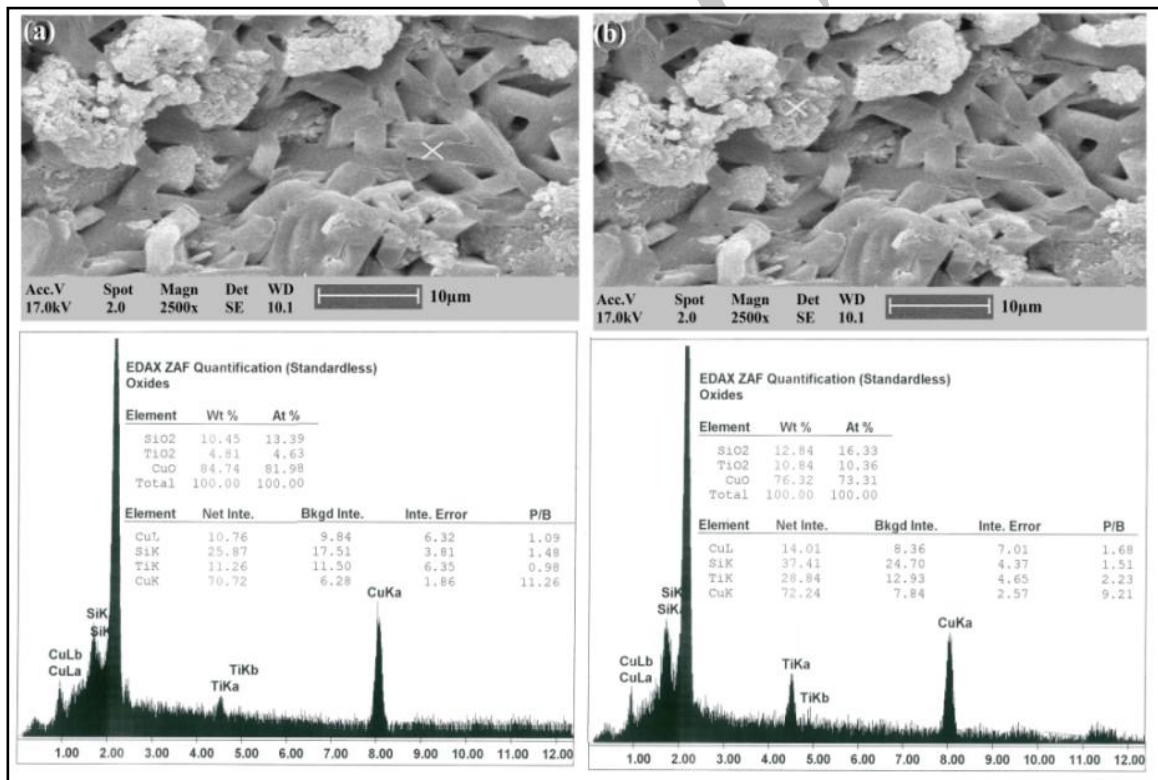 (a)
Acc.V Spot Magn Det WD
17.0kV 2.0 2500x SE 10.1 10µm
EDAX ZAF Quantification (Standardless)
Oxides
Element Wt % At %
SiO2 10.45 13.39
TiO2 4.81 4.63
CuO 84.74 81.98
Total 100.00 100.00
Element Net Inte. Bkgd Inte. Inte. Error P/B
CuL 10.76 9.84 6.32 1.09
SiK 25.87 17.51 3.81 1.48
TiK 11.26 11.50 6.35 0.98
CuK 70.72 6.28 1.86 11.26
SiK
SiK
CuLb
CuLa
TiKb
TiKa
CuKa
1.00 2.00 3.00 4.00 5.00 6.00 7.00 8.00 9.00 10.00 11.00 12.00
(b)
Acc.V Spot Magn Det WD
17.0kV 2.0 2500x SE 10.1 10µm
EDAX ZAF Quantification (Standardless)
Oxides
Element Wt % At %
SiO2 12.84 16.33
TiO2 10.84 10.36
CuO 76.32 73.31
Total 100.00 100.00
Element Net Inte. Bkgd Inte. Inte. Error P/B
CuL 14.01 8.36 7.01 1.68
SiK 37.41 24.70 4.37 1.51
TiK 28.84 12.93 4.65 2.23
CuK 72.24 7.84 2.57 9.21
SiK
SiK
CuLb
CuLa
TiKa
TiKb
CuKa
1.00 2.00 3.00 4.00 5.00 6.00 7.00 8.00 9.00 10.00 11.00 12.00